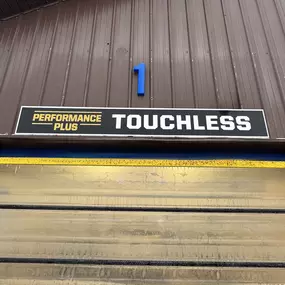 1
PERFORMANCE
PLUS
TOUCHLESS